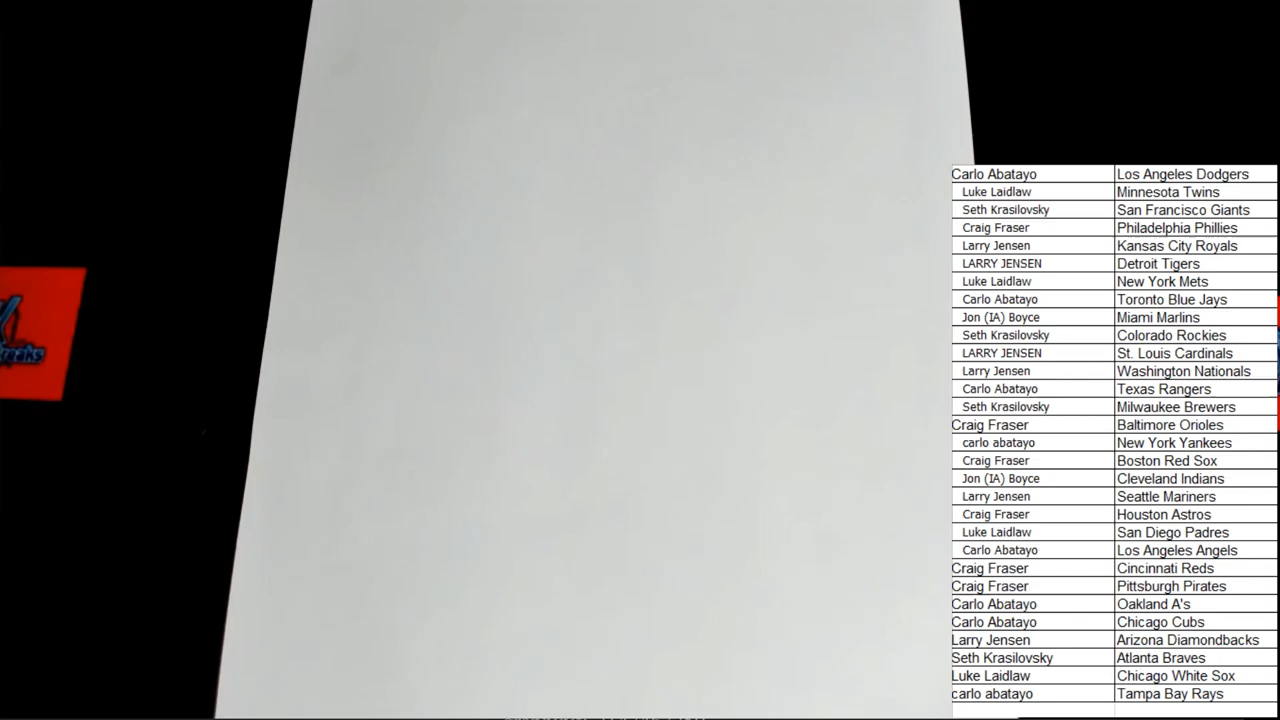 reaks
Carlo Abatayo Los Angeles Dodgers
Luke Laidlaw Minnesota Twins
Seth Krasilovsky San Francisco Giants
Craig Fraser Philadelphia Phillies
Larry Jensen Kansas City Royals
LARRY JENSEN Detroit Tigers
Luke Laidlaw New York Mets
Carlo Abatayo Toronto Blue Jays
Jon (IA) Boyce Miami Marlins
Seth Krasilovsky Colorado Rockies
LARRY JENSEN St. Louis Cardinals
Larry Jensen Washington Nationals
Carlo Abatayo Texas Rangers
Seth Krasilovsky Milwaukee Brewers
Craig Fraser Baltimore Orioles
carlo abatayo New York Yankees
Craig Fraser Boston Red Sox
Jon (IA) Boyce Cleveland Indians
Larry Jensen Seattle Mariners
Craig Fraser Houston Astros
Luke Laidlaw San Diego Padres
Carlo Abatayo Los Angeles Angels
Craig Fraser Cincinnati Reds
Craig Fraser Pittsburgh Pirates
Carlo Abatayo Oakland A's
Carlo Abatayo Chicago Cubs
Larry Jensen Arizona Diamondbacks
Seth Krasilovsky Atlanta Braves
Luke Laidlaw Chicago White Sox
carlo abatayo Tampa Bay Rays